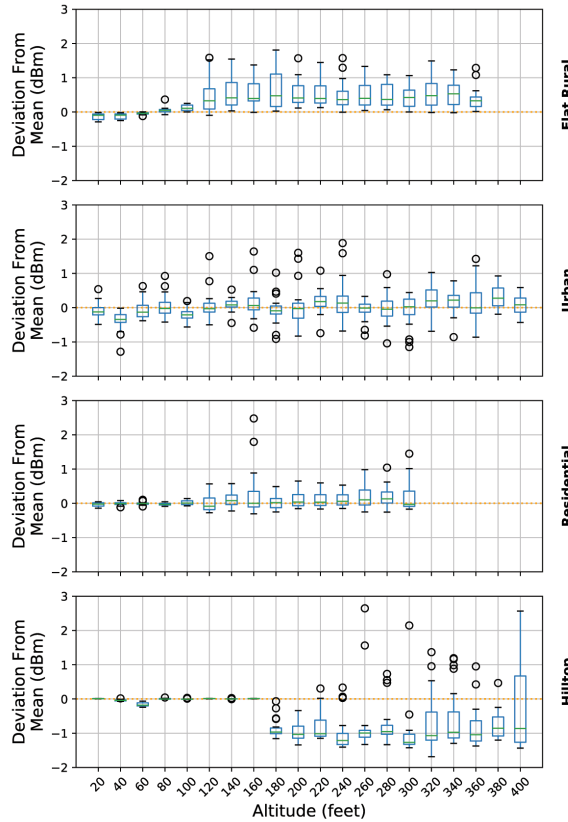 3
2
1
0
−1
−2
Deviation From
Mean (dBm)
Flat Rural
3
2
1
0
−1
−2
Deviation From
Mean (dBm)
Urban
3
2
1
0
−1
−2
Deviation From
Mean (dBm)
Residential
3
2
1
0
−1
−2
Deviation From
Mean (dBm)
Hilltop
20 40 60 80 100 120 140 160 180 200 220 240 260 280 300 320 340 360 380 400
Altitude (feet)